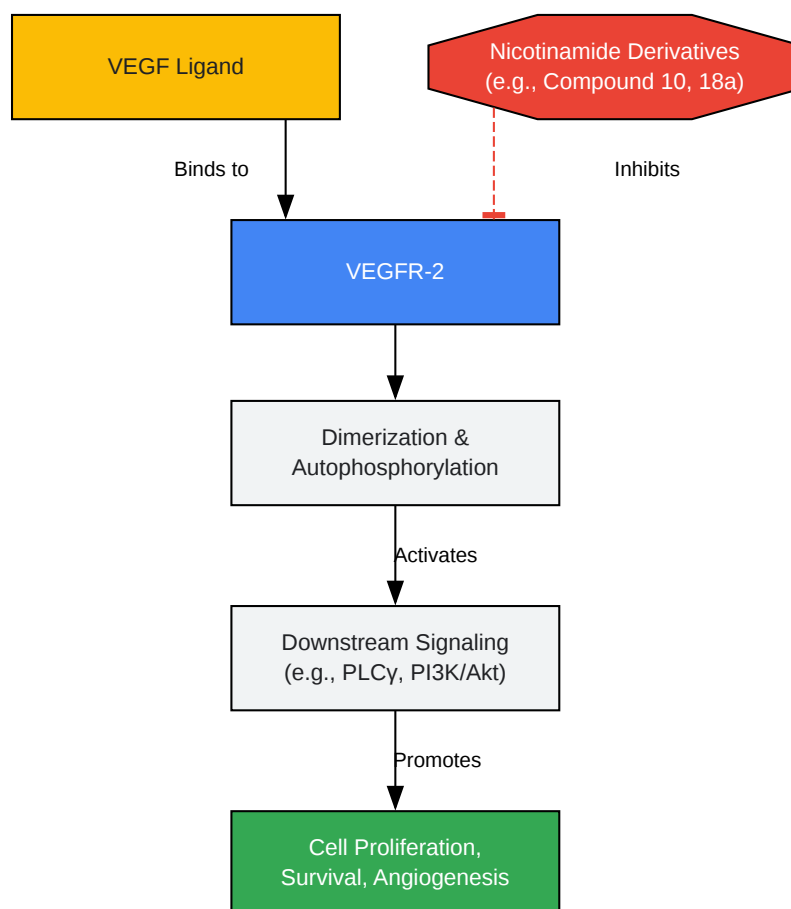 VEGF Ligand
Nicotinamide Derivatives
(e.g., Compound 10, 18a)
Binds to
Inhibits
VEGFR-2
Dimerization &
Autophosphorylation
Activates
Downstream Signaling
(e.g., PLCγ, PI3K/Akt)
Promotes
Cell Proliferation,
Survival, Angiogenesis